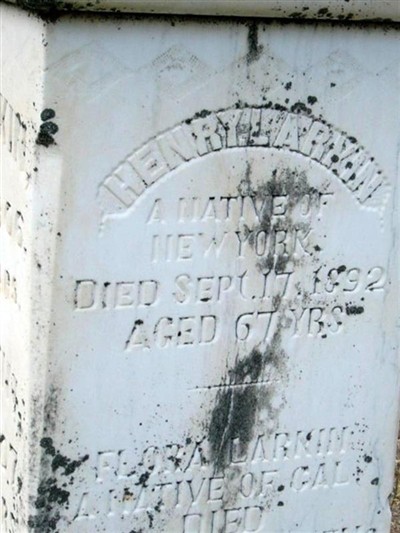 HENRY LARKIN
A NATIVE OF
NEW YORK
DIED SEPT. 17, 1892
AGED 67 YRS
FLORA LARKIN
A NATIVE OF CAL.
DIED